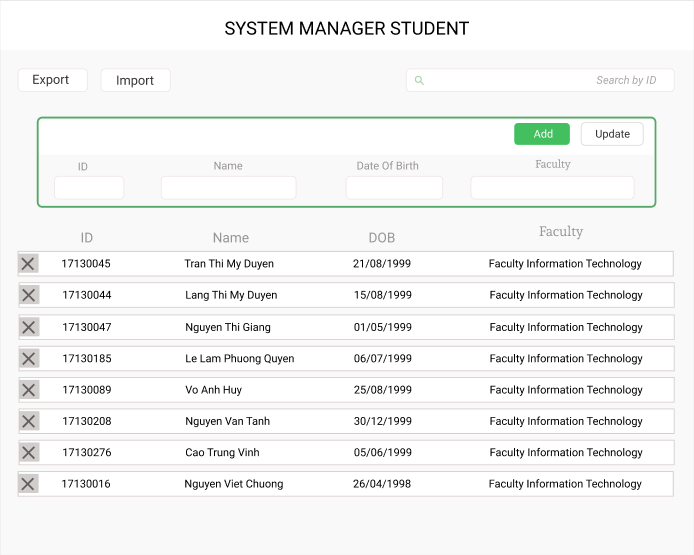 SYSTEM MANAGER STUDENT
Export Import Search by ID
Add Update
ID Name Date Of Birth Faculty
ID Name DOB Faculty
17130045 Tran Thi My Duyen 21/08/1999 Faculty Information Technology
17130044 Lang Thi My Duyen 15/08/1999 Faculty Information Technology
17130047 Nguyen Thi Giang 01/05/1999 Faculty Information Technology
17130185 Le Lam Phuong Quyen 06/07/1999 Faculty Information Technology
17130089 Vo Anh Huy 25/08/1999 Faculty Information Technology
17130208 Nguyen Van Tanh 30/12/1999 Faculty Information Technology
17130276 Cao Trung Vinh 05/06/1999 Faculty Information Technology
17130016 Nguyen Viet Chuong 26/04/1998 Faculty Information Technology